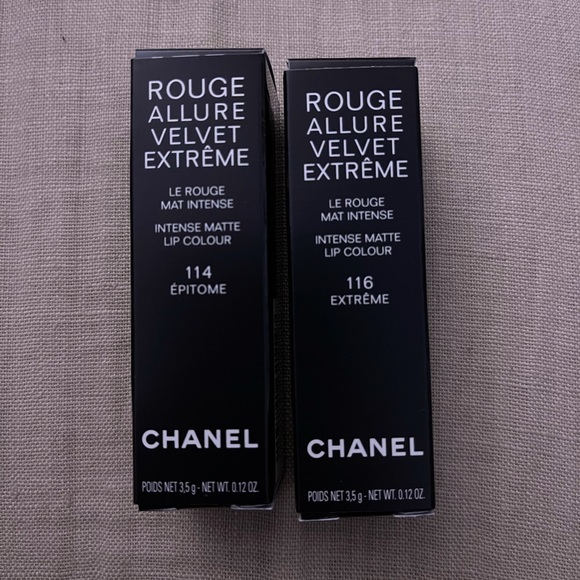 ROUGE
ALLURE
VELVET
EXTRÊME
LE ROUGE
MAT INTENSE
INTENSE MATTE
LIP COLOUR
114
ÉPITOME
CHANEL
POIDS NET 3,5 g - NET WT. 0.12 OZ.
ROUGE
ALLURE
VELVET
EXTRÊME
LE ROUGE
MAT INTENSE
INTENSE MATTE
LIP COLOUR
116
EXTRÊME
CHANEL
POIDS NET 3,5 g - NET WT. 0.12 OZ.